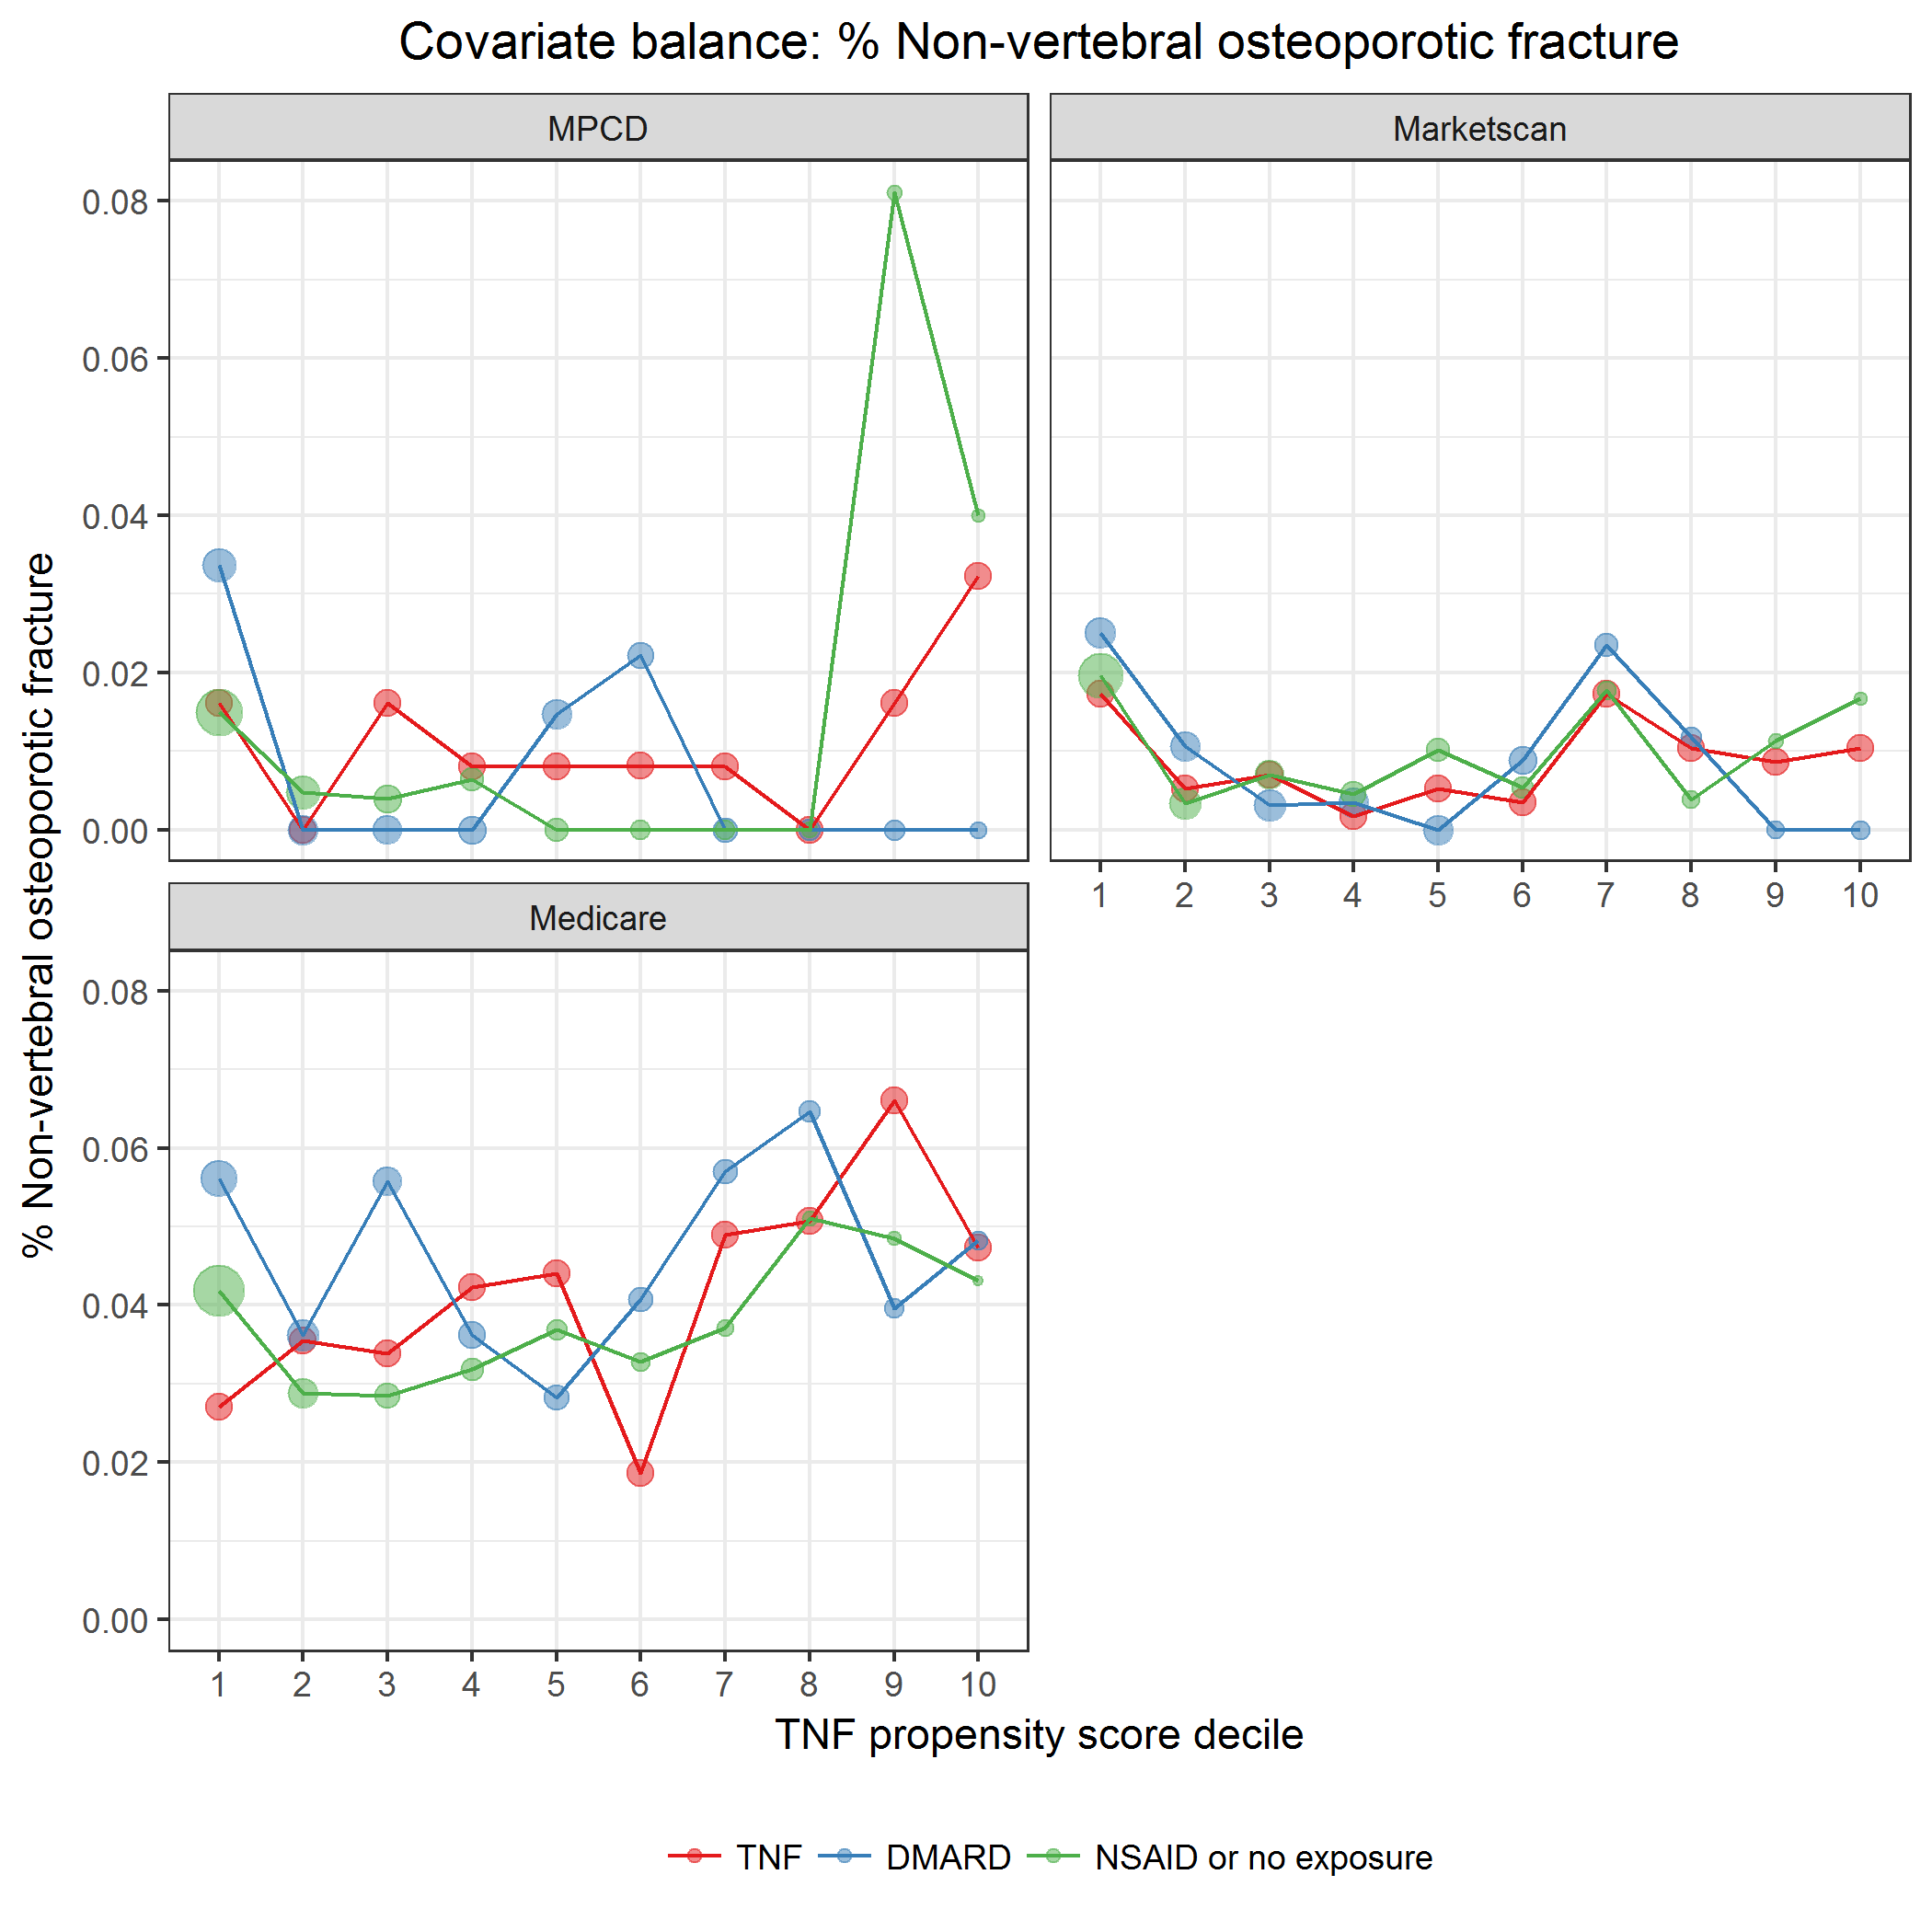 Covariate balance: % Non-vertebral osteoporotic fracture
MPCD
Marketscan
0.08
0.06
0.04
0.02
0.00
1 2 3 4 5 6 7 8 9 10
Medicare
0.08
0.06
0.04
0.02
0.00
1 2 3 4 5 6 7 8 9 10
% Non-vertebral osteoporotic fracture
TNF propensity score decile
TNF DMARD NSAID or no exposure